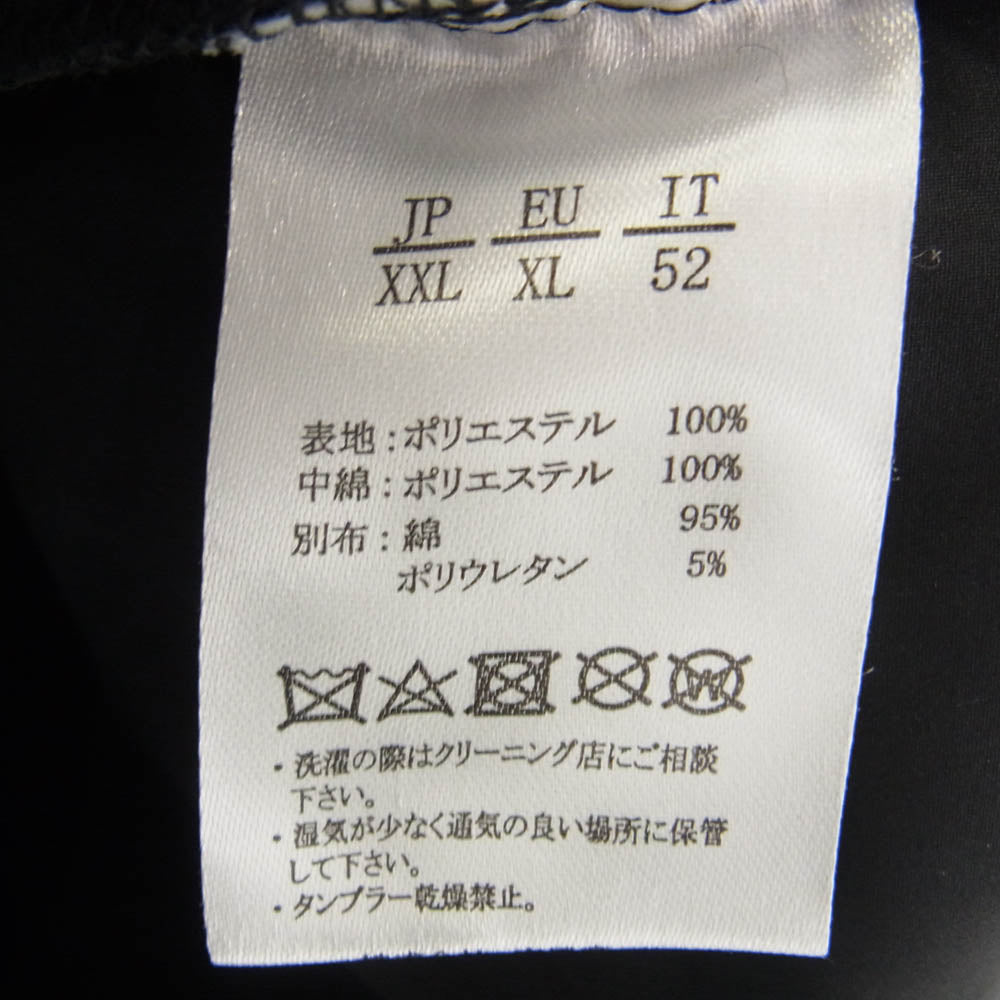 JP EU IT
XXL XL 52
表地:ポリエステル 100%
中綿:ポリエステル 100%
別布:綿 95%
ポリウレタン 5%
W
・洗濯の際はクリーニング店にご相談
下さい。
・湿気が少なく通気の良い場所に保管
して下さい。
・タンブラー乾燥禁止。